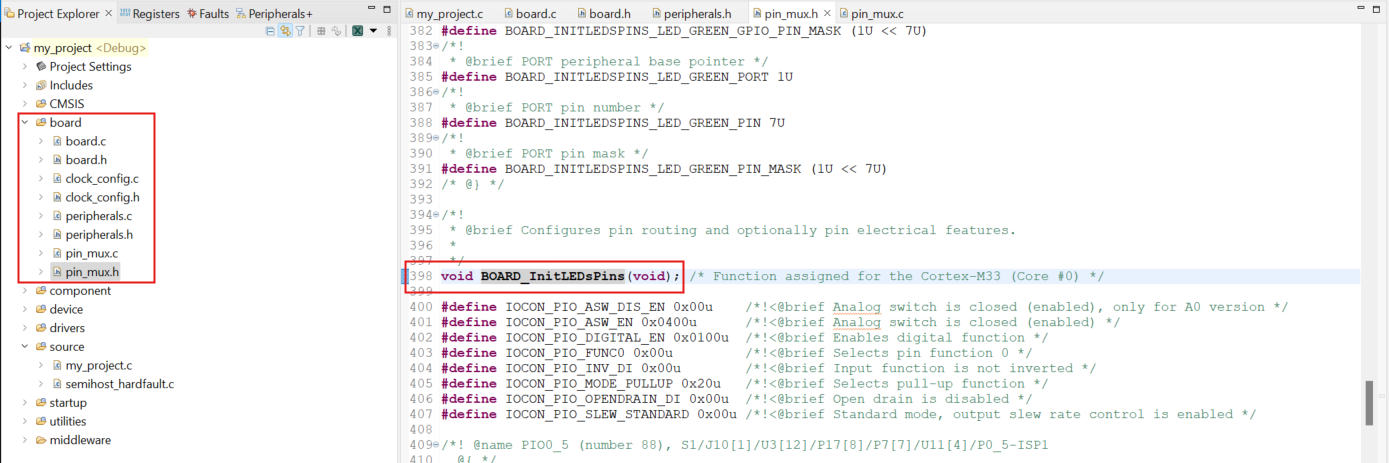 Project Explorer × Registers Faults Peripherals+
my_project <Debug>
Project Settings
Includes
CMSIS
board
board.c
board.h
clock_config.c
clock_config.h
peripherals.c
peripherals.h
pin_mux.c
pin_mux.h
component
device
drivers
source
my_project.c
semihost_hardfault.c
startup
utilities
middleware
my_project.c board.c board.h peripherals.h pin_mux.h × pin_mux.c
382 #define BOARD_INITLEDSPINS_LED_GREEN_GPIO_PIN_MASK (1U << 7U)
383 /*!
384  * @brief PORT peripheral base pointer */
385 #define BOARD_INITLEDSPINS_LED_GREEN_PORT 1U
386 /*!
387  * @brief PORT pin number */
388 #define BOARD_INITLEDSPINS_LED_GREEN_PIN 7U
389 /*!
390  * @brief PORT pin mask */
391 #define BOARD_INITLEDSPINS_LED_GREEN_PIN_MASK (1U << 7U)
392 /* @} */
393
394 /*!
395  * @brief Configures pin routing and optionally pin electrical features.
396  *
397  */
398 void BOARD_InitLEDsPins(void); /* Function assigned for the Cortex-M33 (Core #0) */
399
400 #define IOCON_PIO_ASW_DIS_EN 0x00u /*!<@brief Analog switch is closed (enabled), only for A0 version */
401 #define IOCON_PIO_ASW_EN 0x0400u /*!<@brief Analog switch is closed (enabled) */
402 #define IOCON_PIO_DIGITAL_EN 0x0100u /*!<@brief Enables digital function */
403 #define IOCON_PIO_FUNC0 0x00u /*!<@brief Selects pin function 0 */
404 #define IOCON_PIO_INV_DI 0x00u /*!<@brief Input function is not inverted */
405 #define IOCON_PIO_MODE_PULLUP 0x20u /*!<@brief Selects pull-up function */
406 #define IOCON_PIO_OPENDRAIN_DI 0x00u /*!<@brief Open drain is disabled */
407 #define IOCON_PIO_SLEW_STANDARD 0x00u /*!<@brief Standard mode, output slew rate control is enabled */
408
409 /*! @name PIO0_5 (number 88), S1/J10[1]/U3[12]/P17[8]/P7[7]/U11[4]/P0_5-ISP1
410   @{ */